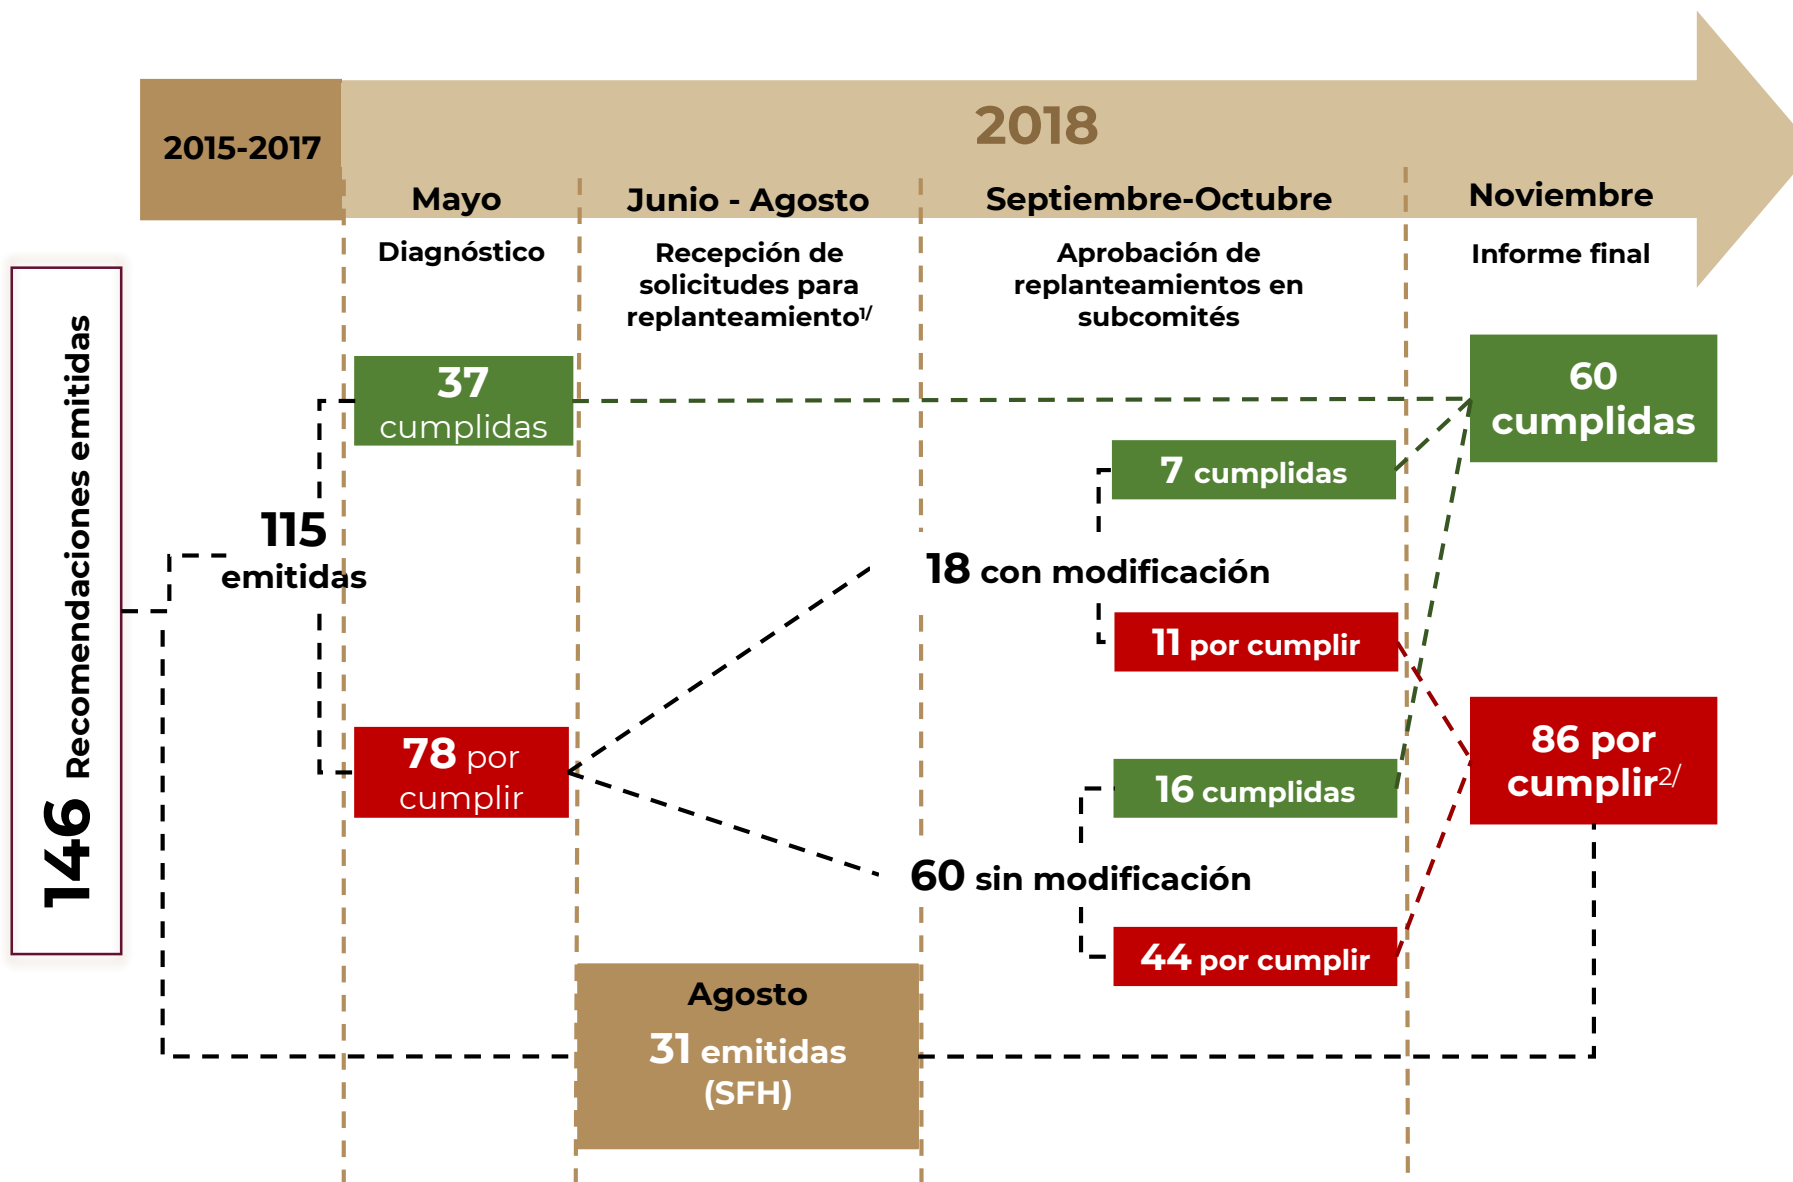 2018
2015-2017
Mayo
Junio - Agosto
Septiembre-Octubre
Noviembre
Diagnóstico
Recepción de
solicitudes para
replanteamiento1/
Aprobación de
replanteamientos en
subcomités
Informe final
146 Recomendaciones emitidas
115
emitidas
37
cumplidas
78 por
cumplir
18 con modificación
60 sin modificación
7 cumplidas
11 por cumplir
16 cumplidas
44 por cumplir
60
cumplidas
86 por
cumplir2/
Agosto
31 emitidas
(SFH)